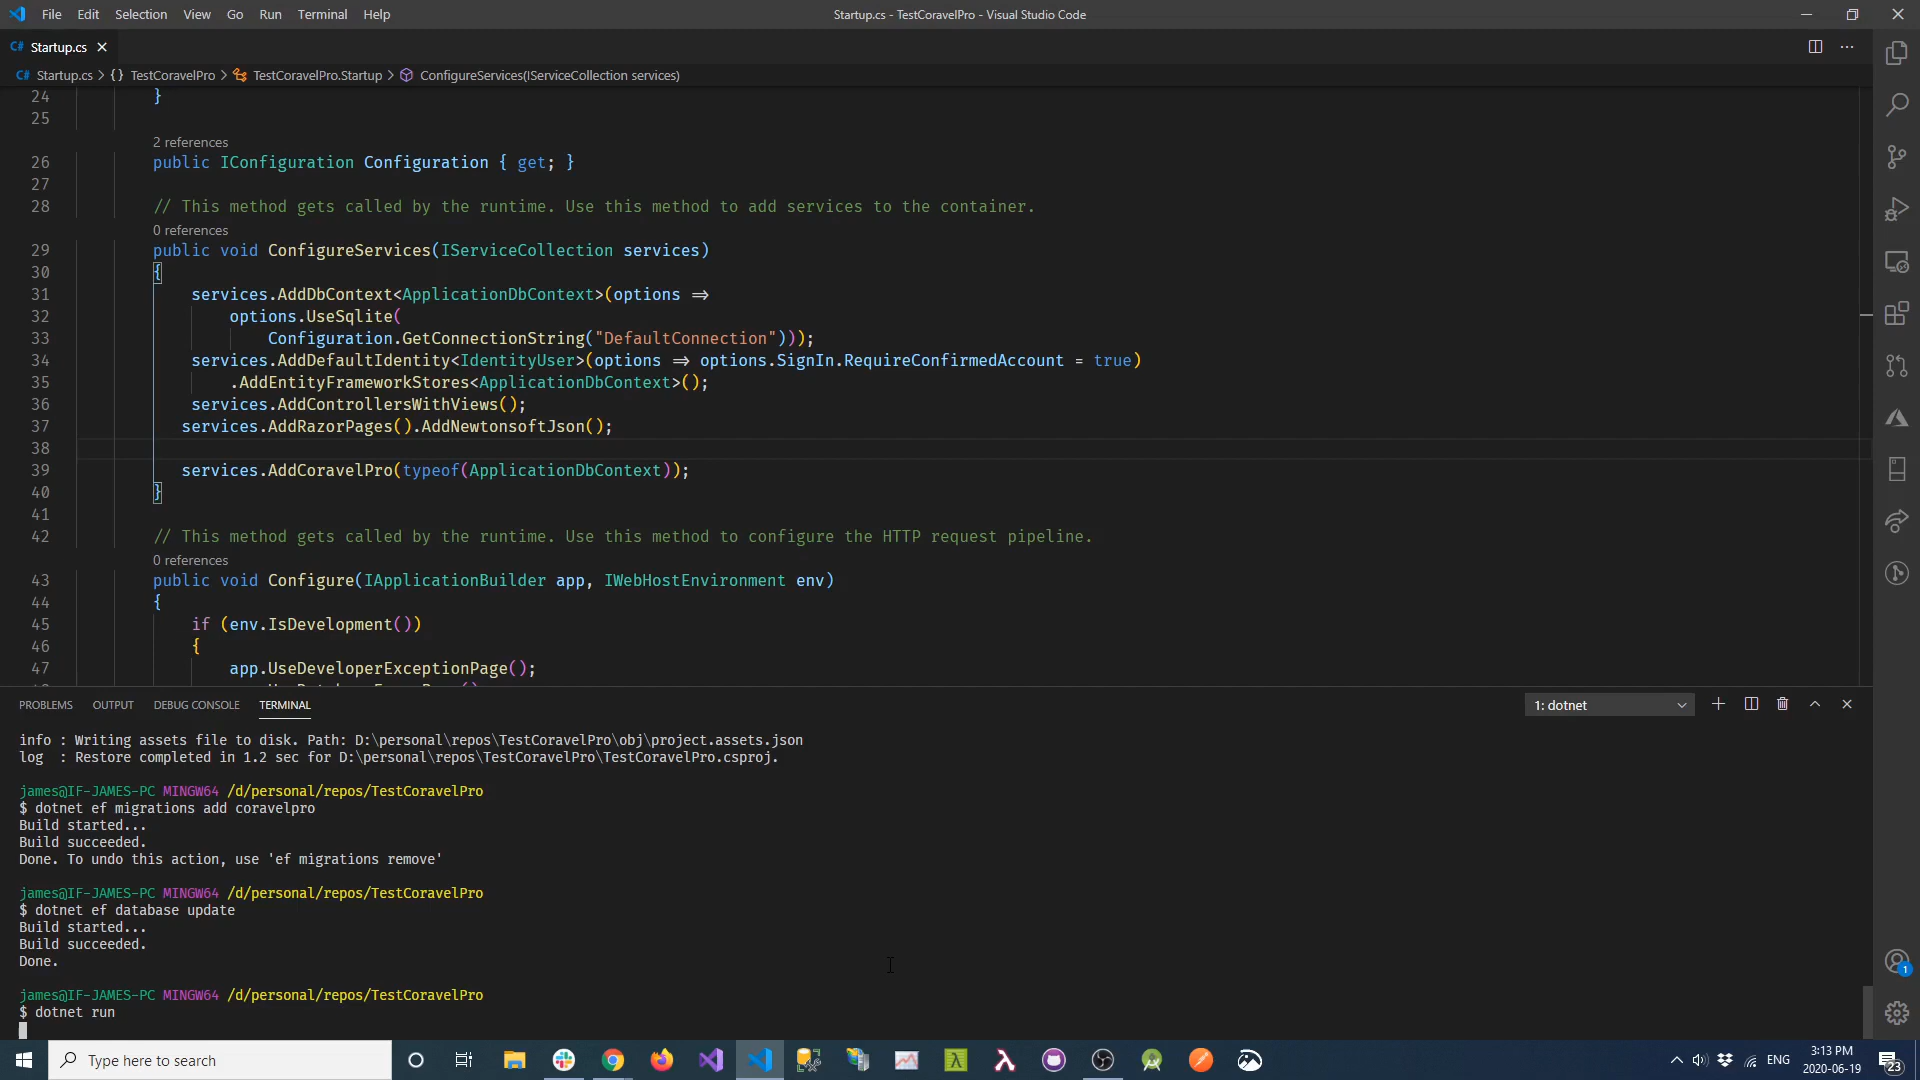 File Edit Selection View Go Run Terminal Help
Startup.cs - TestCoravelPro - Visual Studio Code
C# Startup.cs
C# Startup.cs > {} TestCoravelPro > TestCoravelPro.Startup > ConfigureServices(IServiceCollection services)
24 }
25
2 references
26 public IConfiguration Configuration { get; }
27
28 // This method gets called by the runtime. Use this method to add services to the container.
0 references
29 public void ConfigureServices(IServiceCollection services)
30 {
31 services.AddDbContext<ApplicationDbContext>(options =>
32 options.UseSqlite(
33 Configuration.GetConnectionString("DefaultConnection")));
34 services.AddDefaultIdentity<IdentityUser>(options => options.SignIn.RequireConfirmedAccount = true)
35 .AddEntityFrameworkStores<ApplicationDbContext>();
36 services.AddControllersWithViews();
37 services.AddRazorPages().AddNewtonsoftJson();
38
39 services.AddCoravelPro(typeof(ApplicationDbContext));
40 }
41
42 // This method gets called by the runtime. Use this method to configure the HTTP request pipeline.
0 references
43 public void Configure(IApplicationBuilder app, IWebHostEnvironment env)
44 {
45 if (env.IsDevelopment())
46 {
47 app.UseDeveloperExceptionPage();
PROBLEMS OUTPUT DEBUG CONSOLE TERMINAL
1: dotnet
info : Writing assets file to disk. Path: D:\personal\repos\TestCoravelPro\obj\project.assets.json
log : Restore completed in 1.2 sec for D:\personal\repos\TestCoravelPro\TestCoravelPro.csproj.
james@IF-JAMES-PC MINGW64 /d/personal/repos/TestCoravelPro
$ dotnet ef migrations add coravelpro
Build started...
Build succeeded.
Done. To undo this action, use 'ef migrations remove'
james@IF-JAMES-PC MINGW64 /d/personal/repos/TestCoravelPro
$ dotnet ef database update
Build started...
Build succeeded.
Done.
james@IF-JAMES-PC MINGW64 /d/personal/repos/TestCoravelPro
$ dotnet run
1
Type here to search
ENG
3:13 PM
2020-06-19
23